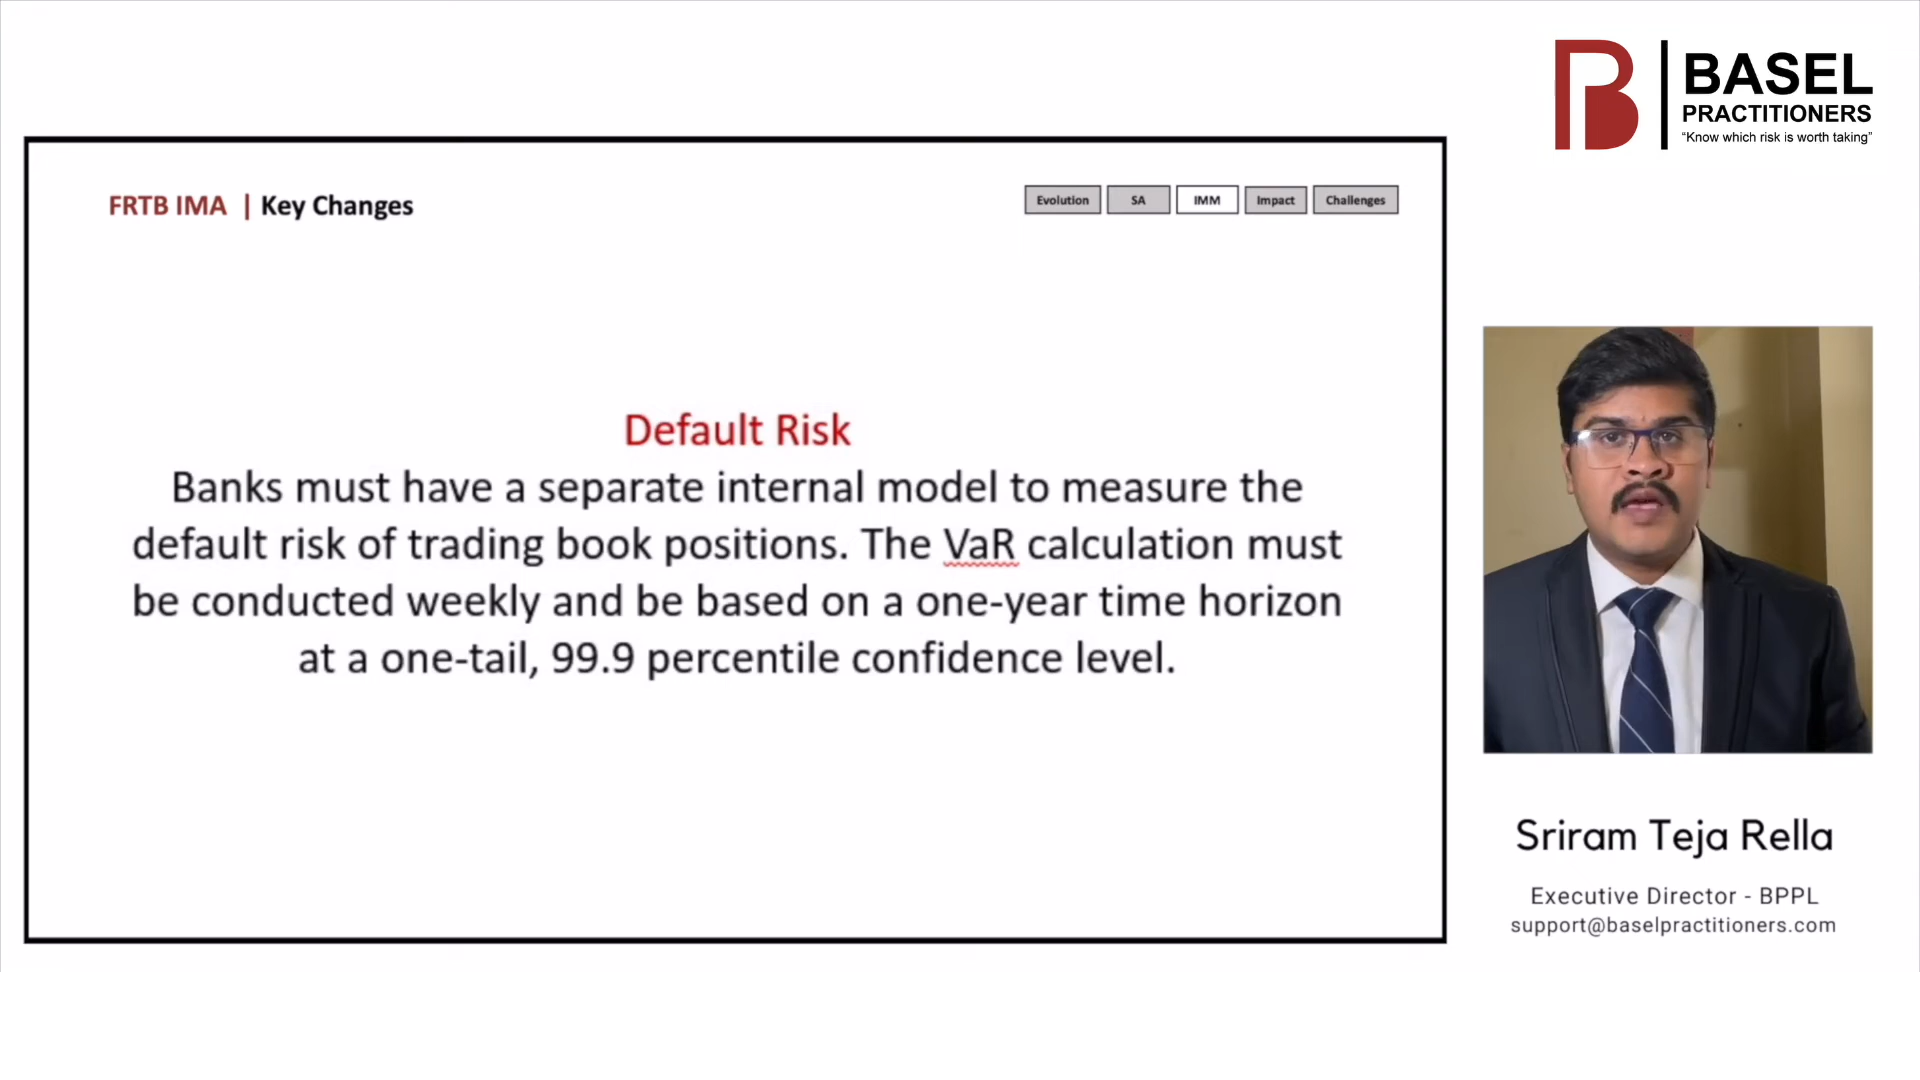 BASEL
PRACTITIONERS
"Know which risk is worth taking"
FRTB IMA | Key Changes
Evolution SA IMM Impact Challenges
Default Risk
Banks must have a separate internal model to measure the
default risk of trading book positions. The VaR calculation must
be conducted weekly and be based on a one-year time horizon
at a one-tail, 99.9 percentile confidence level.
Sriram Teja Rella
Executive Director - BPPL
support@baselpractitioners.com